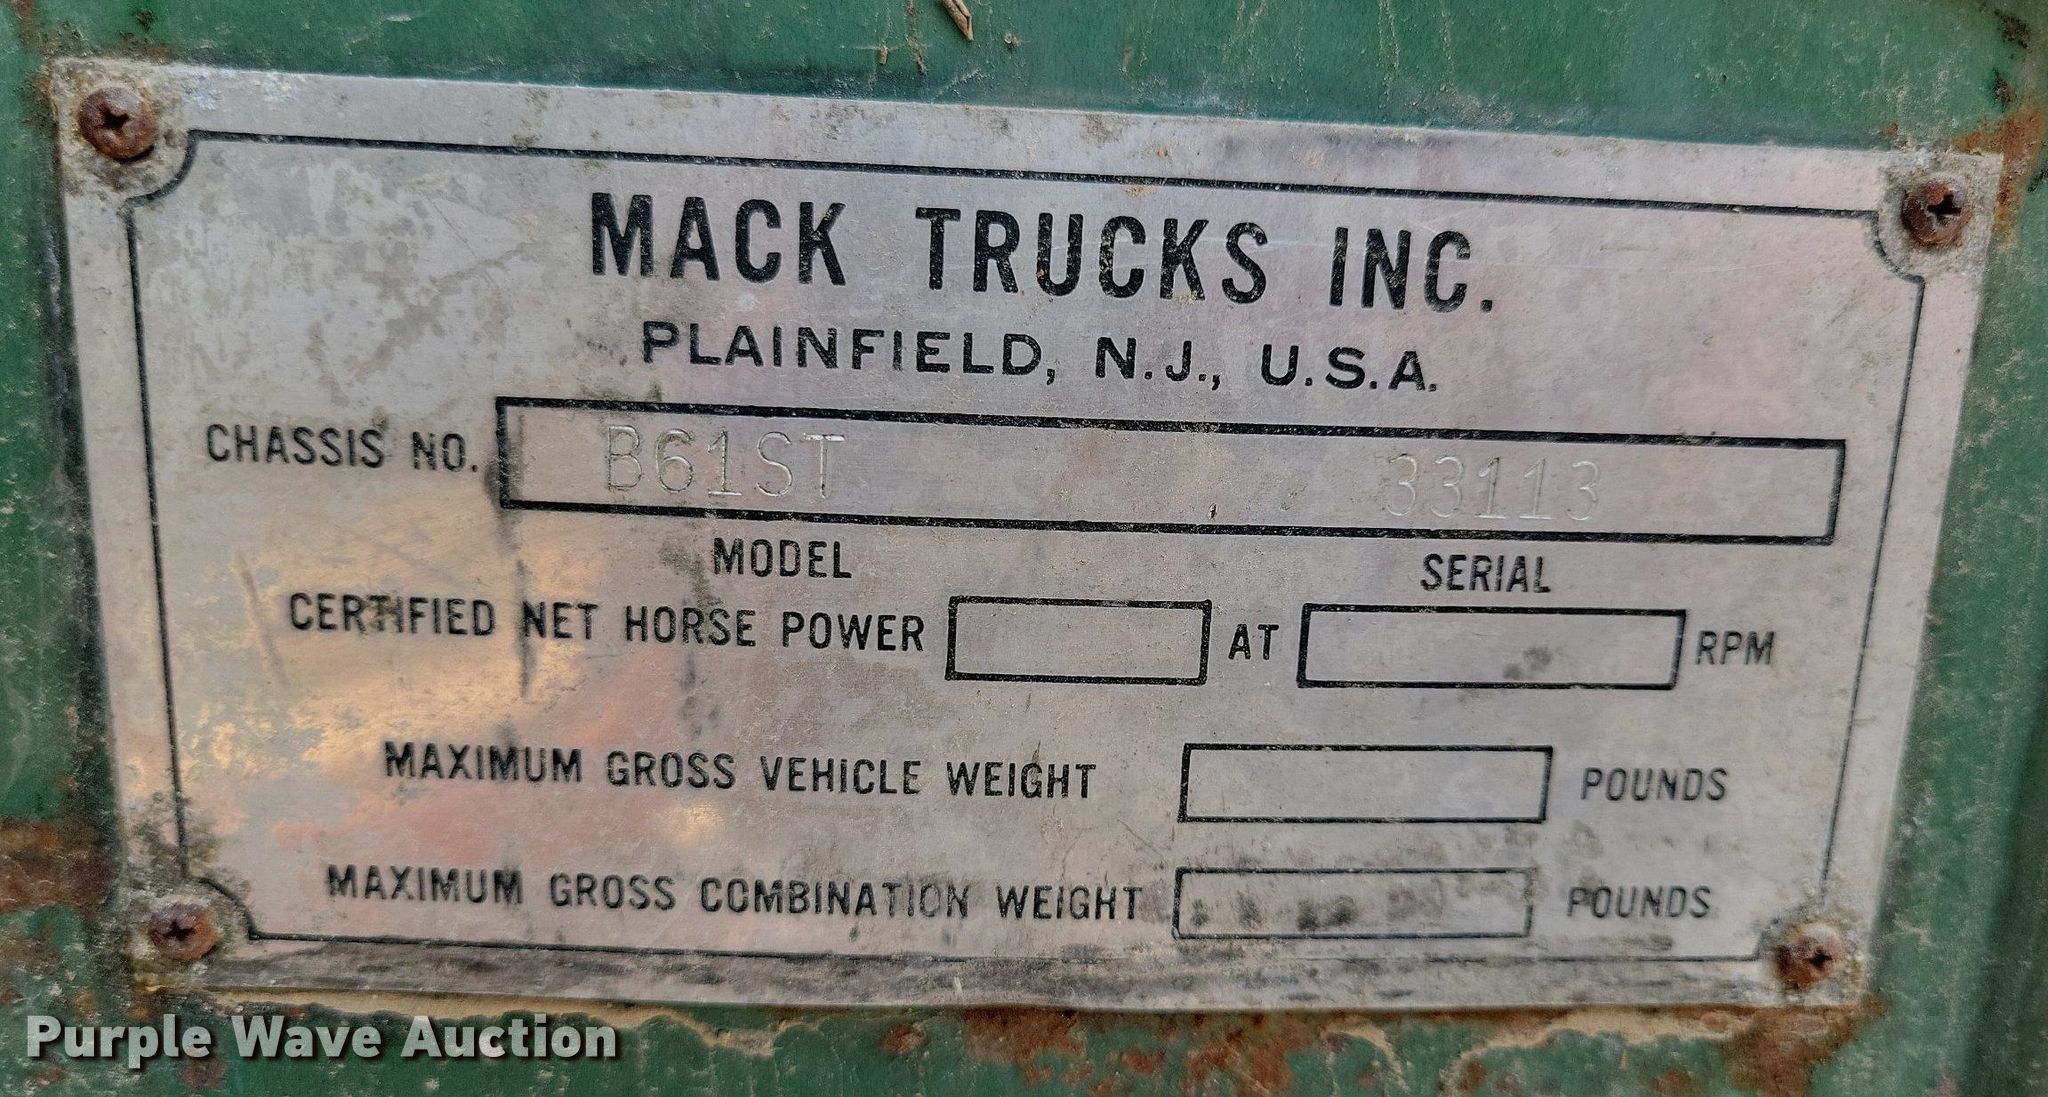 MACK TRUCKS INC.
PLAINFIELD, N.J., U.S.A.
CHASSIS NO. B61ST 33113
MODEL SERIAL
CERTIFIED NET HORSE POWER AT RPM
MAXIMUM GROSS VEHICLE WEIGHT POUNDS
MAXIMUM GROSS COMBINATION WEIGHT POUNDS
Purple Wave Auction